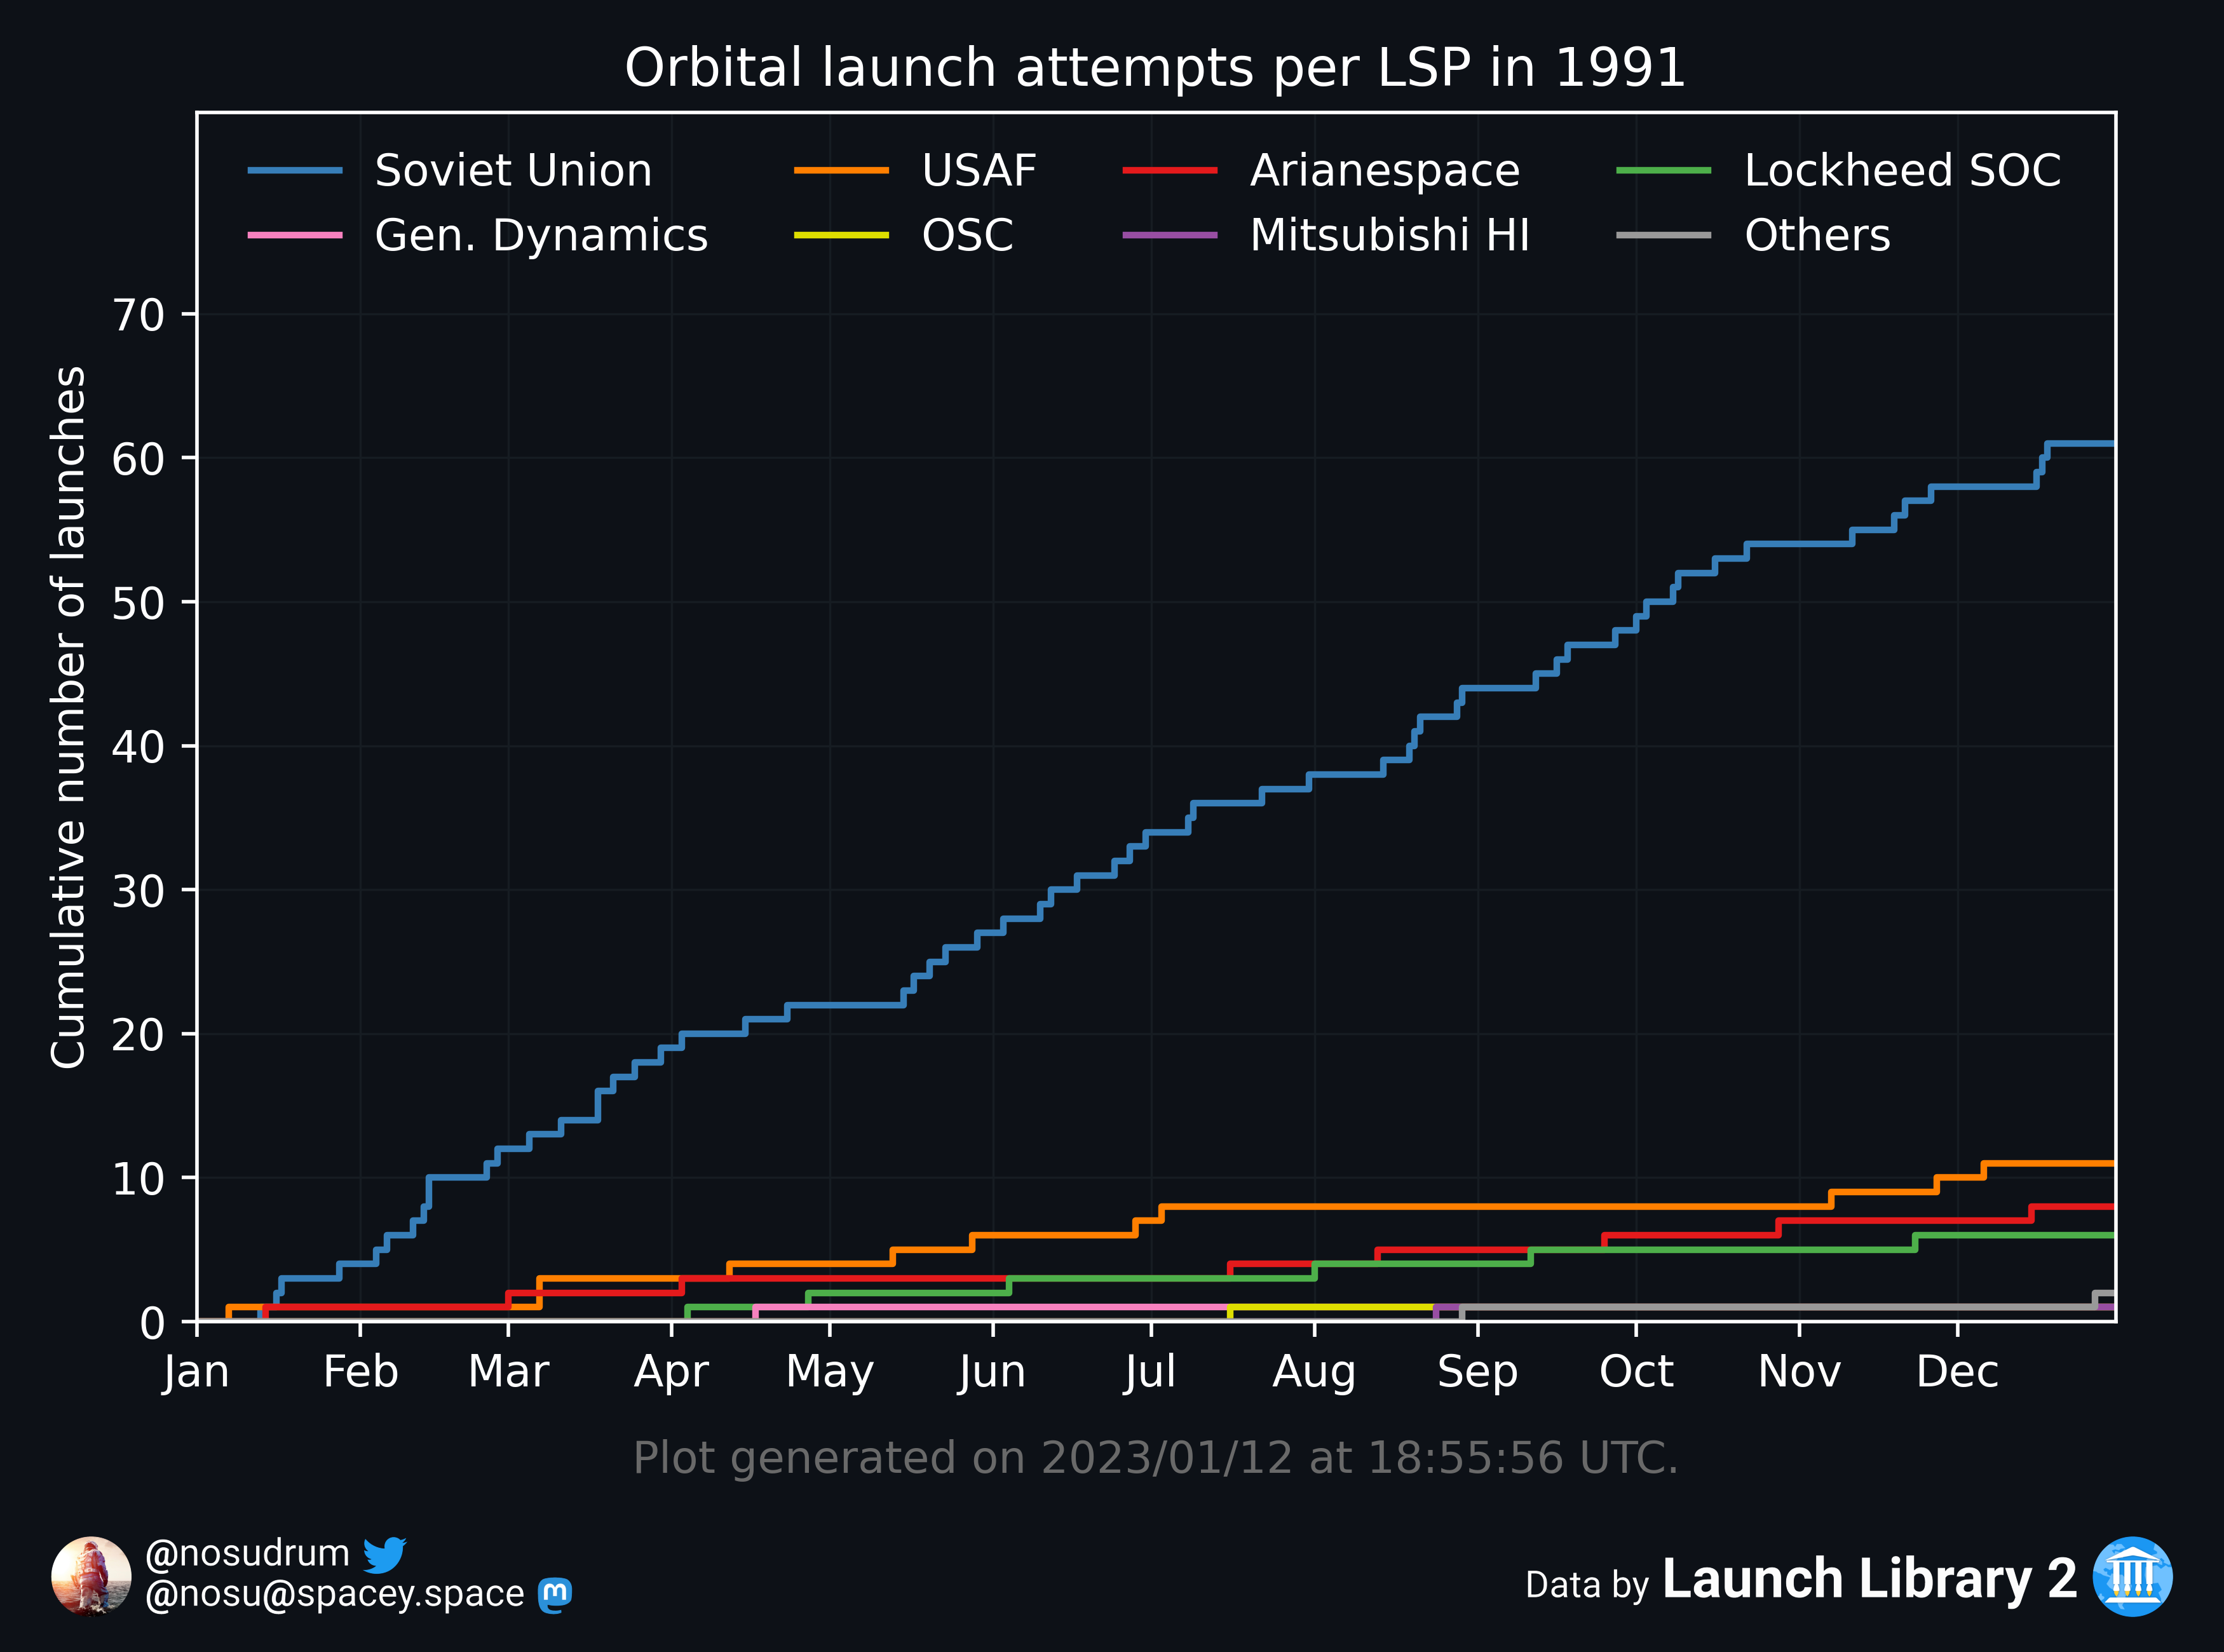 Orbital launch attempts per LSP in 1991
Soviet Union USAF Arianespace Lockheed SOC
Gen. Dynamics OSC Mitsubishi HI Others
Cumulative number of launches
70
60
50
40
30
20
10
0
Jan Feb Mar Apr May Jun Jul Aug Sep Oct Nov Dec
Plot generated on 2023/01/12 at 18:55:56 UTC.
@nosudrum
@nosu@spacey.space
Data by Launch Library 2